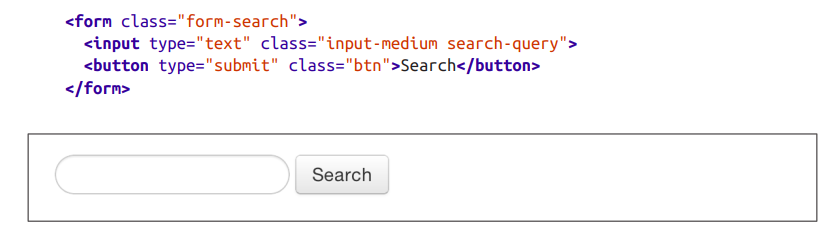 <form class="form-search">
<input type="text" class="input-medium search-query">
<button type="submit" class="btn">Search</button>
</form>
Search